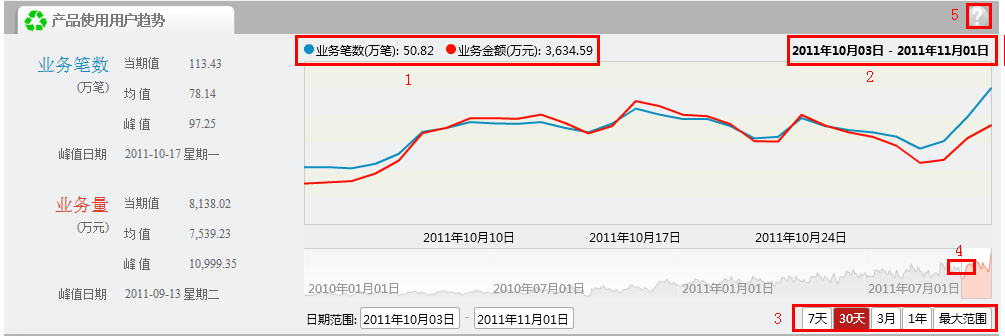 产品使用用户趋势
5
?
业务笔数
(万笔)
当期值 113.43
均 值 78.14
峰 值 97.25
峰值日期 2011-10-17 星期一
业务量
(万元)
当期值 8,138.02
均 值 7,539.23
峰 值 10,999.35
峰值日期 2011-09-13 星期二
业务笔数(万笔): 50.82 业务金额(万元): 3,634.59
1
2011年10月03日 - 2011年11月01日
2
2011年10月10日 2011年10月17日 2011年10月24日
4
2010年01月01日 2010年07月01日 2011年01月01日 2011年07月01日
日期范围: 2011年10月03日 - 2011年11月01日
3
7天 30天 3月 1年 最大范围